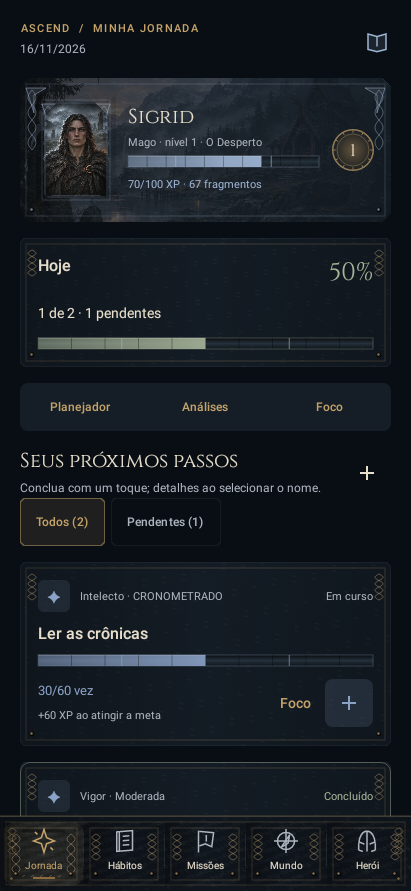 ASCEND / MINHA JORNADA
16/11/2026
Sigrid
Mago · nível 1 · O Desperto
1
70/100 XP · 67 fragmentos
Hoje
50%
1 de 2 · 1 pendentes
Planejador
Análises
Foco
Seus próximos passos
Conclua com um toque; detalhes ao selecionar o nome.
Todos (2)
Pendentes (1)
Intelecto · CRONOMETRADO
Em curso
Ler as crônicas
30/60 vez
+60 XP ao atingir a meta
Foco
Vigor · Moderada
Concluído
Jornada
Hábitos
Missões
Mundo
Herói